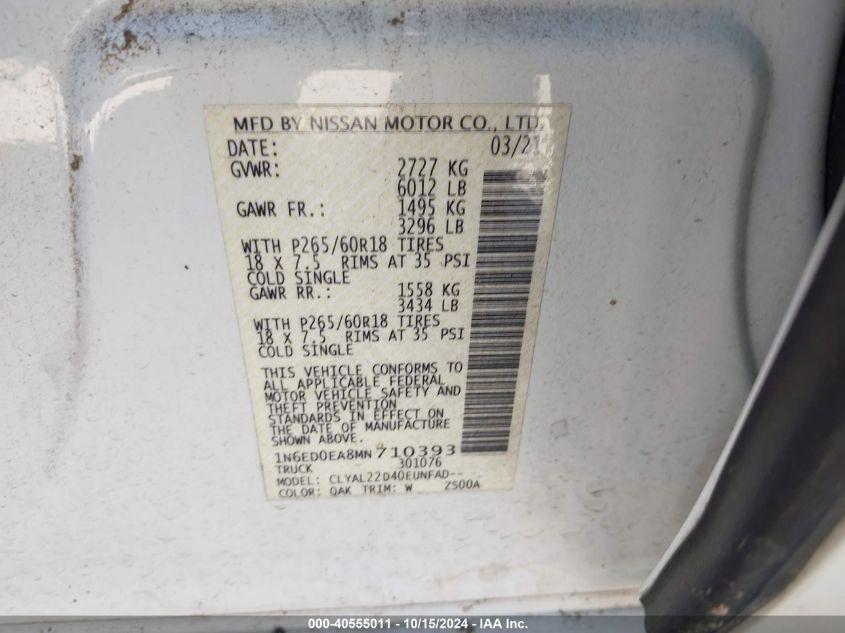 MFD BY NISSAN MOTOR CO., LTD.
DATE: 03/21
GVWR: 2727 KG
6012 LB
GAWR FR.: 1495 KG
3296 LB
WITH P265/60R18 TIRES
18 X 7.5 RIMS AT 35 PSI
COLD SINGLE
GAWR RR.: 1558 KG
3434 LB
WITH P265/60R18 TIRES
18 X 7.5 RIMS AT 35 PSI
COLD SINGLE
THIS VEHICLE CONFORMS TO
ALL APPLICABLE FEDERAL
MOTOR VEHICLE SAFETY AND
THEFT PREVENTION
STANDARDS IN EFFECT ON
THE DATE OF MANUFACTURE
SHOWN ABOVE.
1N6ED0EA8MN710393
TRUCK 301076
MODEL: CLYAL22D40EUNFAD--
COLOR: QAK TRIM: W ZS00A
000-40555011 - 10/15/2024 - IAA Inc.